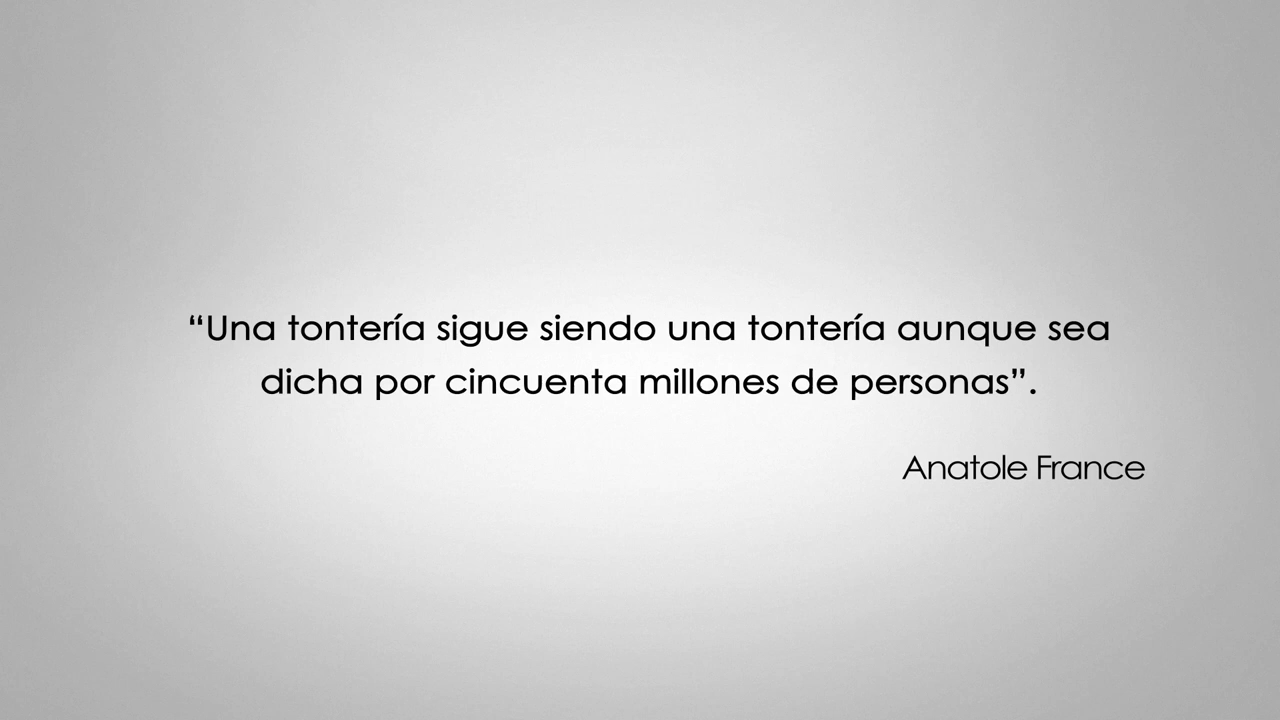 “Una tontería sigue siendo una tontería aunque sea
dicha por cincuenta millones de personas”.
Anatole France